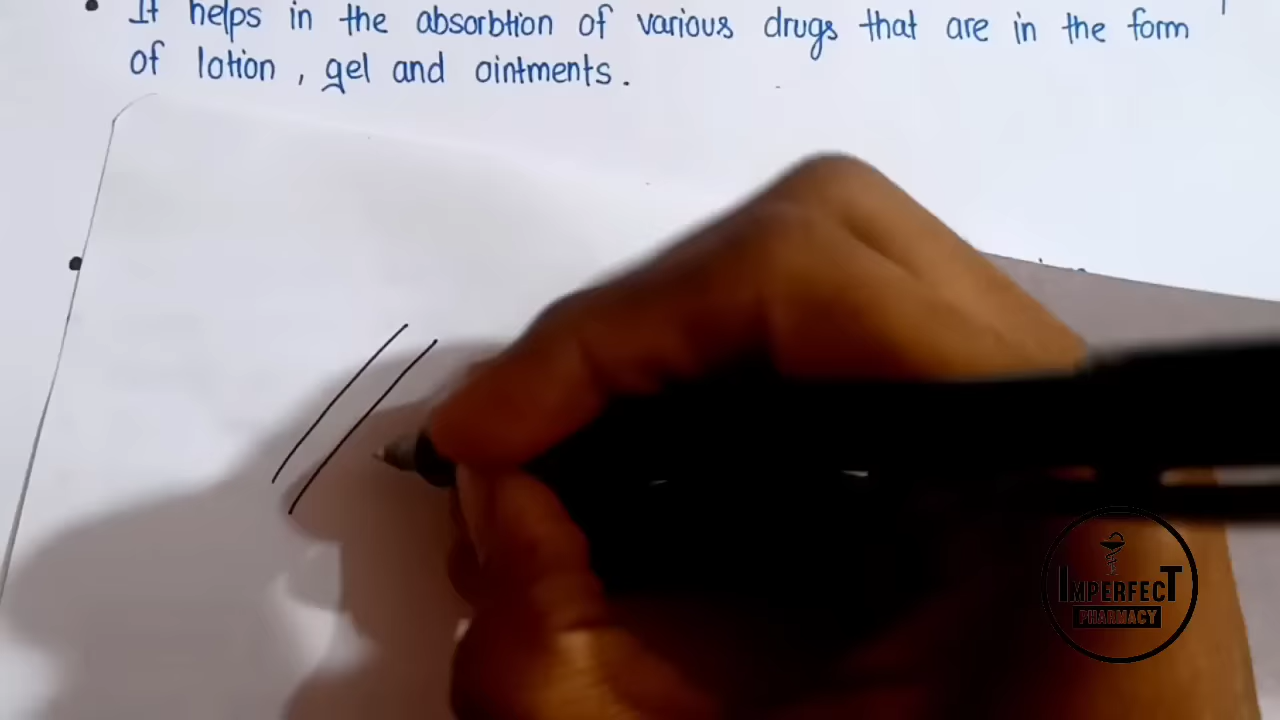 It helps in the absorbtion of various drugs that are in the form
of lotion , gel and ointments .
IMPERFECT
PHARMACY